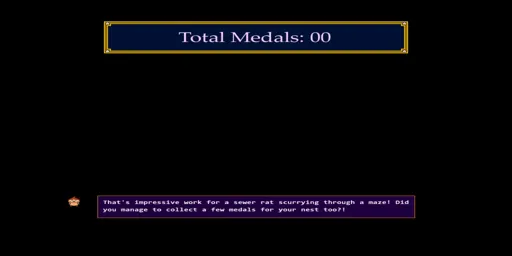 Total Medals: 00
That's impressive work for a sewer rat scurrying through a maze! Did
you manage to collect a few medals for your nest too?!